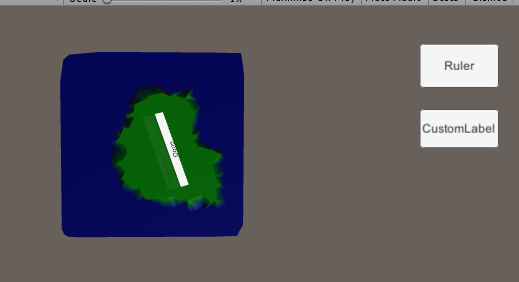 Scale 1x Maximize On Play Mute Audio Stats Gizmos
Ruler
CustomLabel